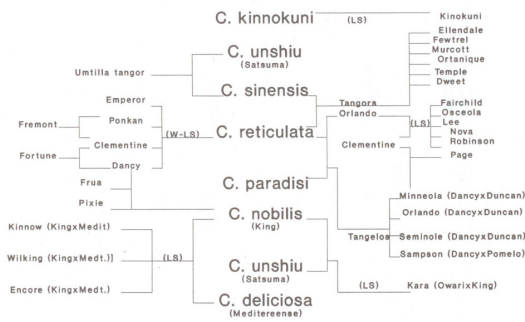 C. kinnokuni (LS) Kinokuni
Ellendale
Fewtrel
Murcott
Ortanique
Temple
Dweet
C. unshiu
(Satsuma)
Umtilla tangor
C. sinensis
Tangora
Emperor
Ponkan
Fremont
Clementine
Fortune
Dancy
(W-LS)
C. reticulata
Orlando
Clementine
(LS)
Fairchild
Osceola
Lee
Nova
Robinson
Page
Frua
Pixie
C. paradisi
Minneola (DancyxDuncan)
Orlando (DancyxDuncan)
Tangelos
Seminole (DancyxDuncan)
Sampson (DancyxPomelo)
C. nobilis
(King)
Kinnow (KingxMedit)
Wilking (KingxMedt.)]
(LS)
Encore (KingxMedt.)
C. unshiu
(Satsuma)
(LS)
Kara (OwarixKing)
C. deliciosa
(Meditereense)